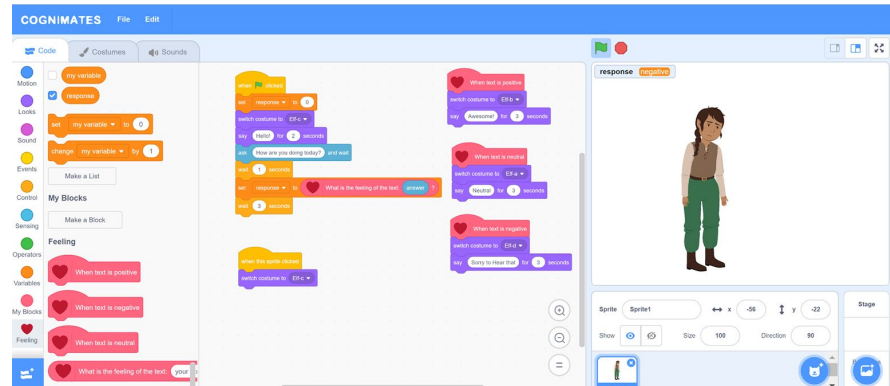 COGNIMATES File Edit
Code Costumes Sounds
Motion
Looks
Sound
Events
Control
Sensing
Operators
Variables
My Blocks
Feeling
my variable
response
set my variable to 0
change my variable by 1
Make a List
My Blocks
Make a Block
Feeling
When text is positive
When text is negative
When text is neutral
What is the feeling of the text: your
when clicked
set response to 0
switch costume to Elf-c
say Hello! for 2 seconds
ask How are you doing today? and wait
wait 1 seconds
set response to What is the feeling of the text: answer ?
wait 3 seconds
when this sprite clicked
switch costume to Elf-c
When text is positive
switch costume to Elf-b
say Awesome! for 3 seconds
When text is neutral
switch costume to Elf-a
say Neutral for 3 seconds
When text is negative
switch costume to Elf-d
say Sorry to Hear that for 3 seconds
response negative
Sprite Sprite1 x -56 y -22
Show Size 100 Direction 90
Stage